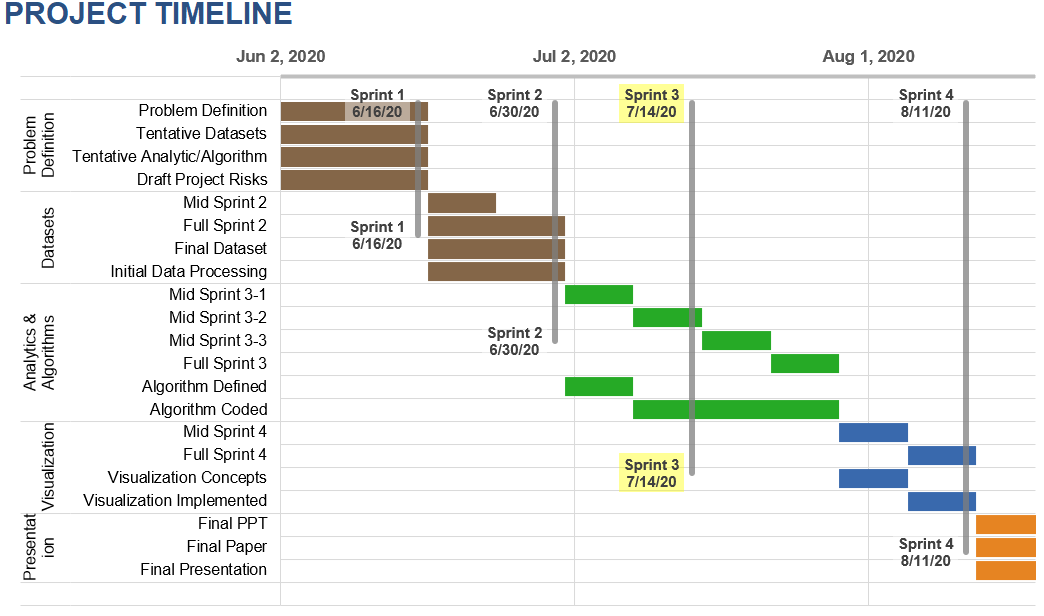 PROJECT TIMELINE
Jun 2, 2020
Jul 2, 2020
Aug 1, 2020
Sprint 1
6/16/20
Sprint 2
6/30/20
Sprint 3
7/14/20
Sprint 4
8/11/20
Problem
Definition
Problem Definition
Tentative Datasets
Tentative Analytic/Algorithm
Draft Project Risks
Datasets
Mid Sprint 2
Full Sprint 2
Final Dataset
Initial Data Processing
Sprint 1
6/16/20
Analytics &
Algorithms
Mid Sprint 3-1
Mid Sprint 3-2
Mid Sprint 3-3
Full Sprint 3
Algorithm Defined
Algorithm Coded
Sprint 2
6/30/20
Visualization
Mid Sprint 4
Full Sprint 4
Visualization Concepts
Visualization Implemented
Sprint 3
7/14/20
Presentat
ion
Final PPT
Final Paper
Final Presentation
Sprint 4
8/11/20